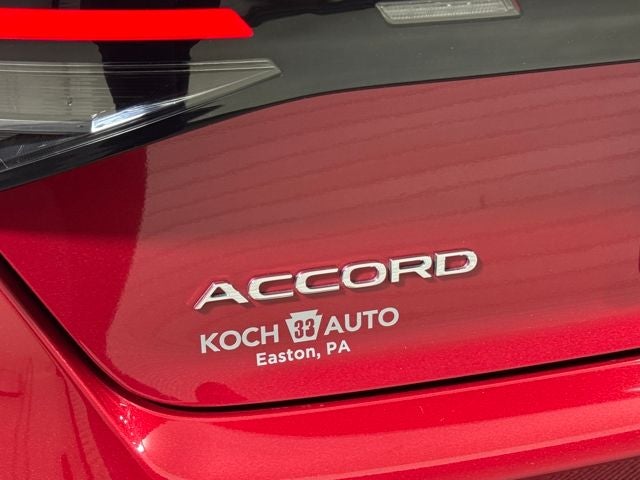 ACCORD
KOCH 33 AUTO
Easton, PA